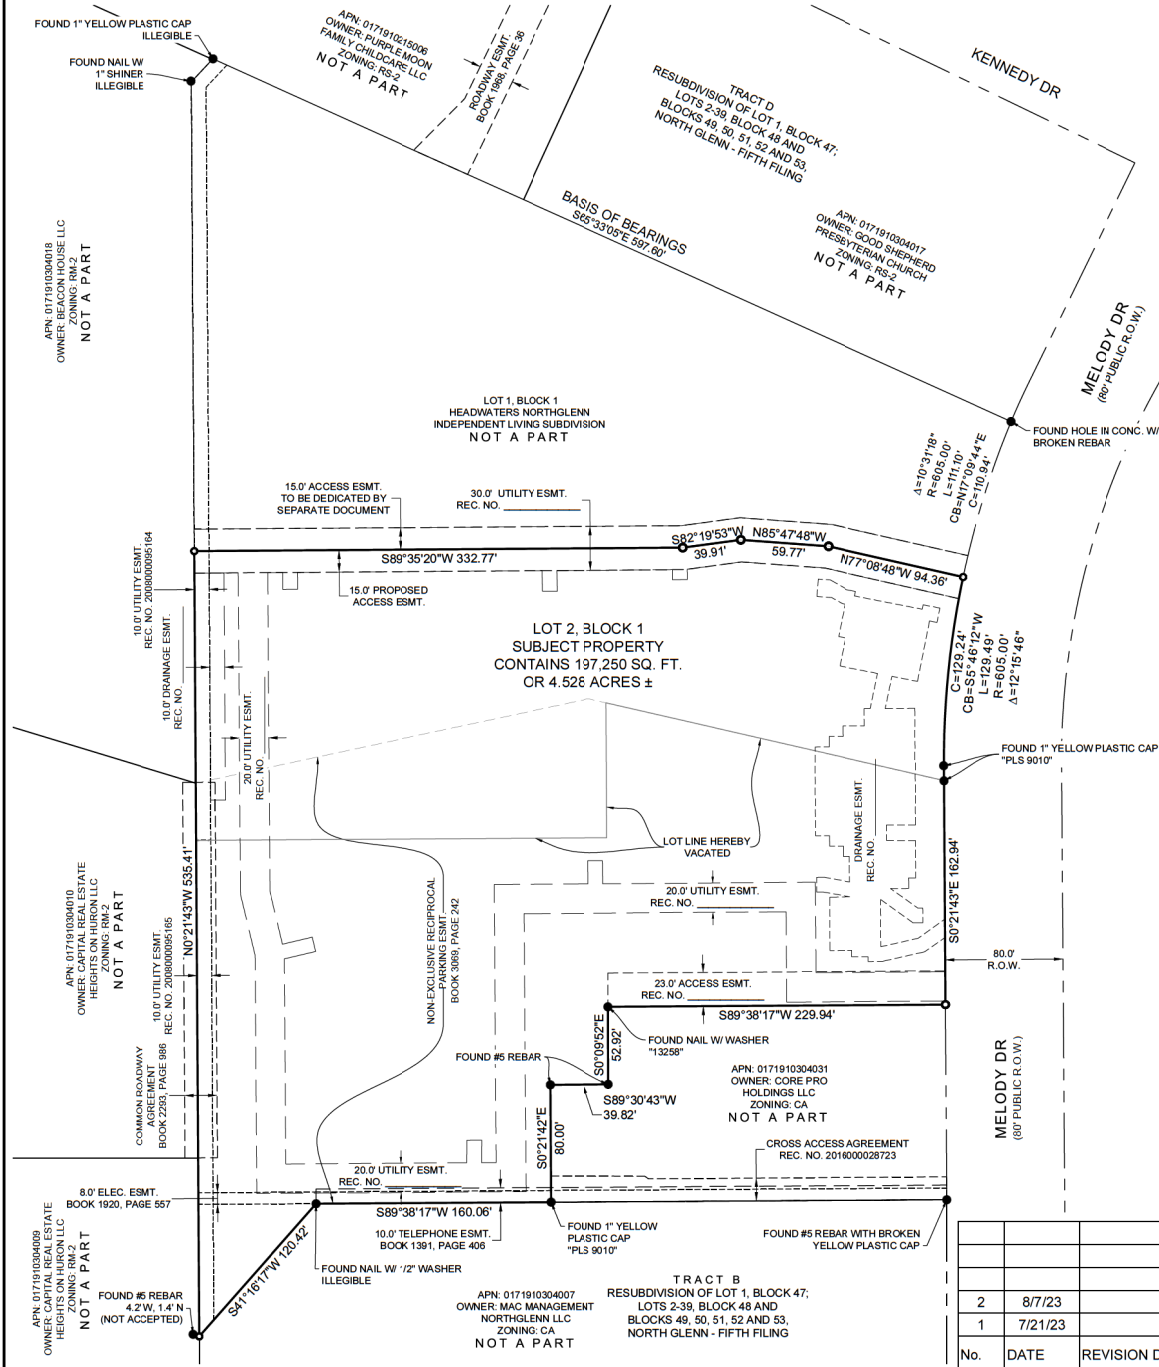 FOUND 1" YELLOW PLASTIC CAP
ILLEGIBLE
FOUND NAIL W/
1" SHINER
ILLEGIBLE
APN: 0171910215006
OWNER: PURPLE MOON
FAMILY CHILDCARE LLC
ZONING: RS-2
NOT A PART
ROADWAY ESMT.
BOOK 1968, PAGE 36
TRACT D
RESUBDIVISION OF LOT 1, BLOCK 47;
LOTS 2-39, BLOCK 48 AND
BLOCKS 49, 50, 51, 52 AND 53,
NORTH GLENN - FIFTH FILING
KENNEDY DR
BASIS OF BEARINGS
S65°33'05"E 597.60'
APN: 0171910304017
OWNER: GOOD SHEPHERD
PRESBYTERIAN CHURCH
ZONING: RS-2
NOT A PART
MELODY DR
(80' PUBLIC R.O.W.)
APN: 0171910304018
OWNER: BEACON HOUSE LLC
ZONING: RM-2
NOT A PART
LOT 1, BLOCK 1
HEADWATERS NORTHGLENN
INDEPENDENT LIVING SUBDIVISION
NOT A PART
FOUND HOLE IN CONC. W/
BROKEN REBAR
Δ=10°31'18"
R=605.00'
L=111.10'
CB=N17°09'44"E
C=110.94'
15.0' ACCESS ESMT.
TO BE DEDICATED BY
SEPARATE DOCUMENT
30.0' UTILITY ESMT.
REC. NO.
S89°35'20"W 332.77'
S82°19'53"W
39.91'
N85°47'48"W
59.77'
N77°08'48"W 94.36'
15.0' PROPOSED
ACCESS ESMT.
10.0' UTILITY ESMT.
REC. NO. 2008000095164
10.0' DRAINAGE ESMT.
REC. NO.
20.0' UTILITY ESMT.
REC. NO.
LOT 2, BLOCK 1
SUBJECT PROPERTY
CONTAINS 197,250 SQ. FT.
OR 4.528 ACRES ±
C=129.24'
CB=S5°46'12"W
L=129.49'
R=605.00'
Δ=12°15'46"
FOUND 1" YELLOW PLASTIC CAP
"PLS 9010"
LOT LINE HEREBY
VACATED
DRAINAGE ESMT.
REC. NO.
S0°21'43"E 162.94'
N0°21'43"W 535.41'
APN: 0171910304010
OWNER: CAPITAL REAL ESTATE
HEIGHTS ON HURON LLC
ZONING: RM-2
NOT A PART
10.0' UTILITY ESMT.
REC. NO. 2008000095165
NON-EXCLUSIVE RECIPROCAL
PARKING ESMT.
BOOK 3069, PAGE 242
20.0' UTILITY ESMT.
REC. NO.
80.0'
R.O.W.
23.0' ACCESS ESMT.
REC. NO.
S89°38'17"W 229.94'
S0°09'52"E
52.92'
FOUND NAIL W/ WASHER
"13258"
FOUND #5 REBAR
S89°30'43"W
39.82'
APN: 0171910304031
OWNER: CORE PRO
HOLDINGS LLC
ZONING: CA
NOT A PART
MELODY DR
(80' PUBLIC R.O.W.)
COMMON ROADWAY
AGREEMENT
BOOK 2293, PAGE 986
S0°21'42"E
80.00'
CROSS ACCESS AGREEMENT
REC. NO. 2016000028723
20.0' UTILITY ESMT.
REC. NO.
8.0' ELEC. ESMT.
BOOK 1920, PAGE 557
S89°38'17"W 160.06'
10.0' TELEPHONE ESMT.
BOOK 1391, PAGE 406
FOUND 1" YELLOW
PLASTIC CAP
"PLS 9010"
FOUND #5 REBAR WITH BROKEN
YELLOW PLASTIC CAP
S41°16'17"W 120.42'
FOUND NAIL W/ 1/2" WASHER
ILLEGIBLE
APN: 0171910304009
OWNER: CAPITAL REAL ESTATE
HEIGHTS ON HURON LLC
ZONING: RM-2
NOT A PART
FOUND #5 REBAR
4.2' W, 1.4' N
(NOT ACCEPTED)
APN: 0171910304007
OWNER: MAC MANAGEMENT
NORTHGLENN LLC
ZONING: CA
NOT A PART
TRACT B
RESUBDIVISION OF LOT 1, BLOCK 47;
LOTS 2-39, BLOCK 48 AND
BLOCKS 49, 50, 51, 52 AND 53,
NORTH GLENN - FIFTH FILING
2 8/7/23
1 7/21/23
No. DATE REVISION D